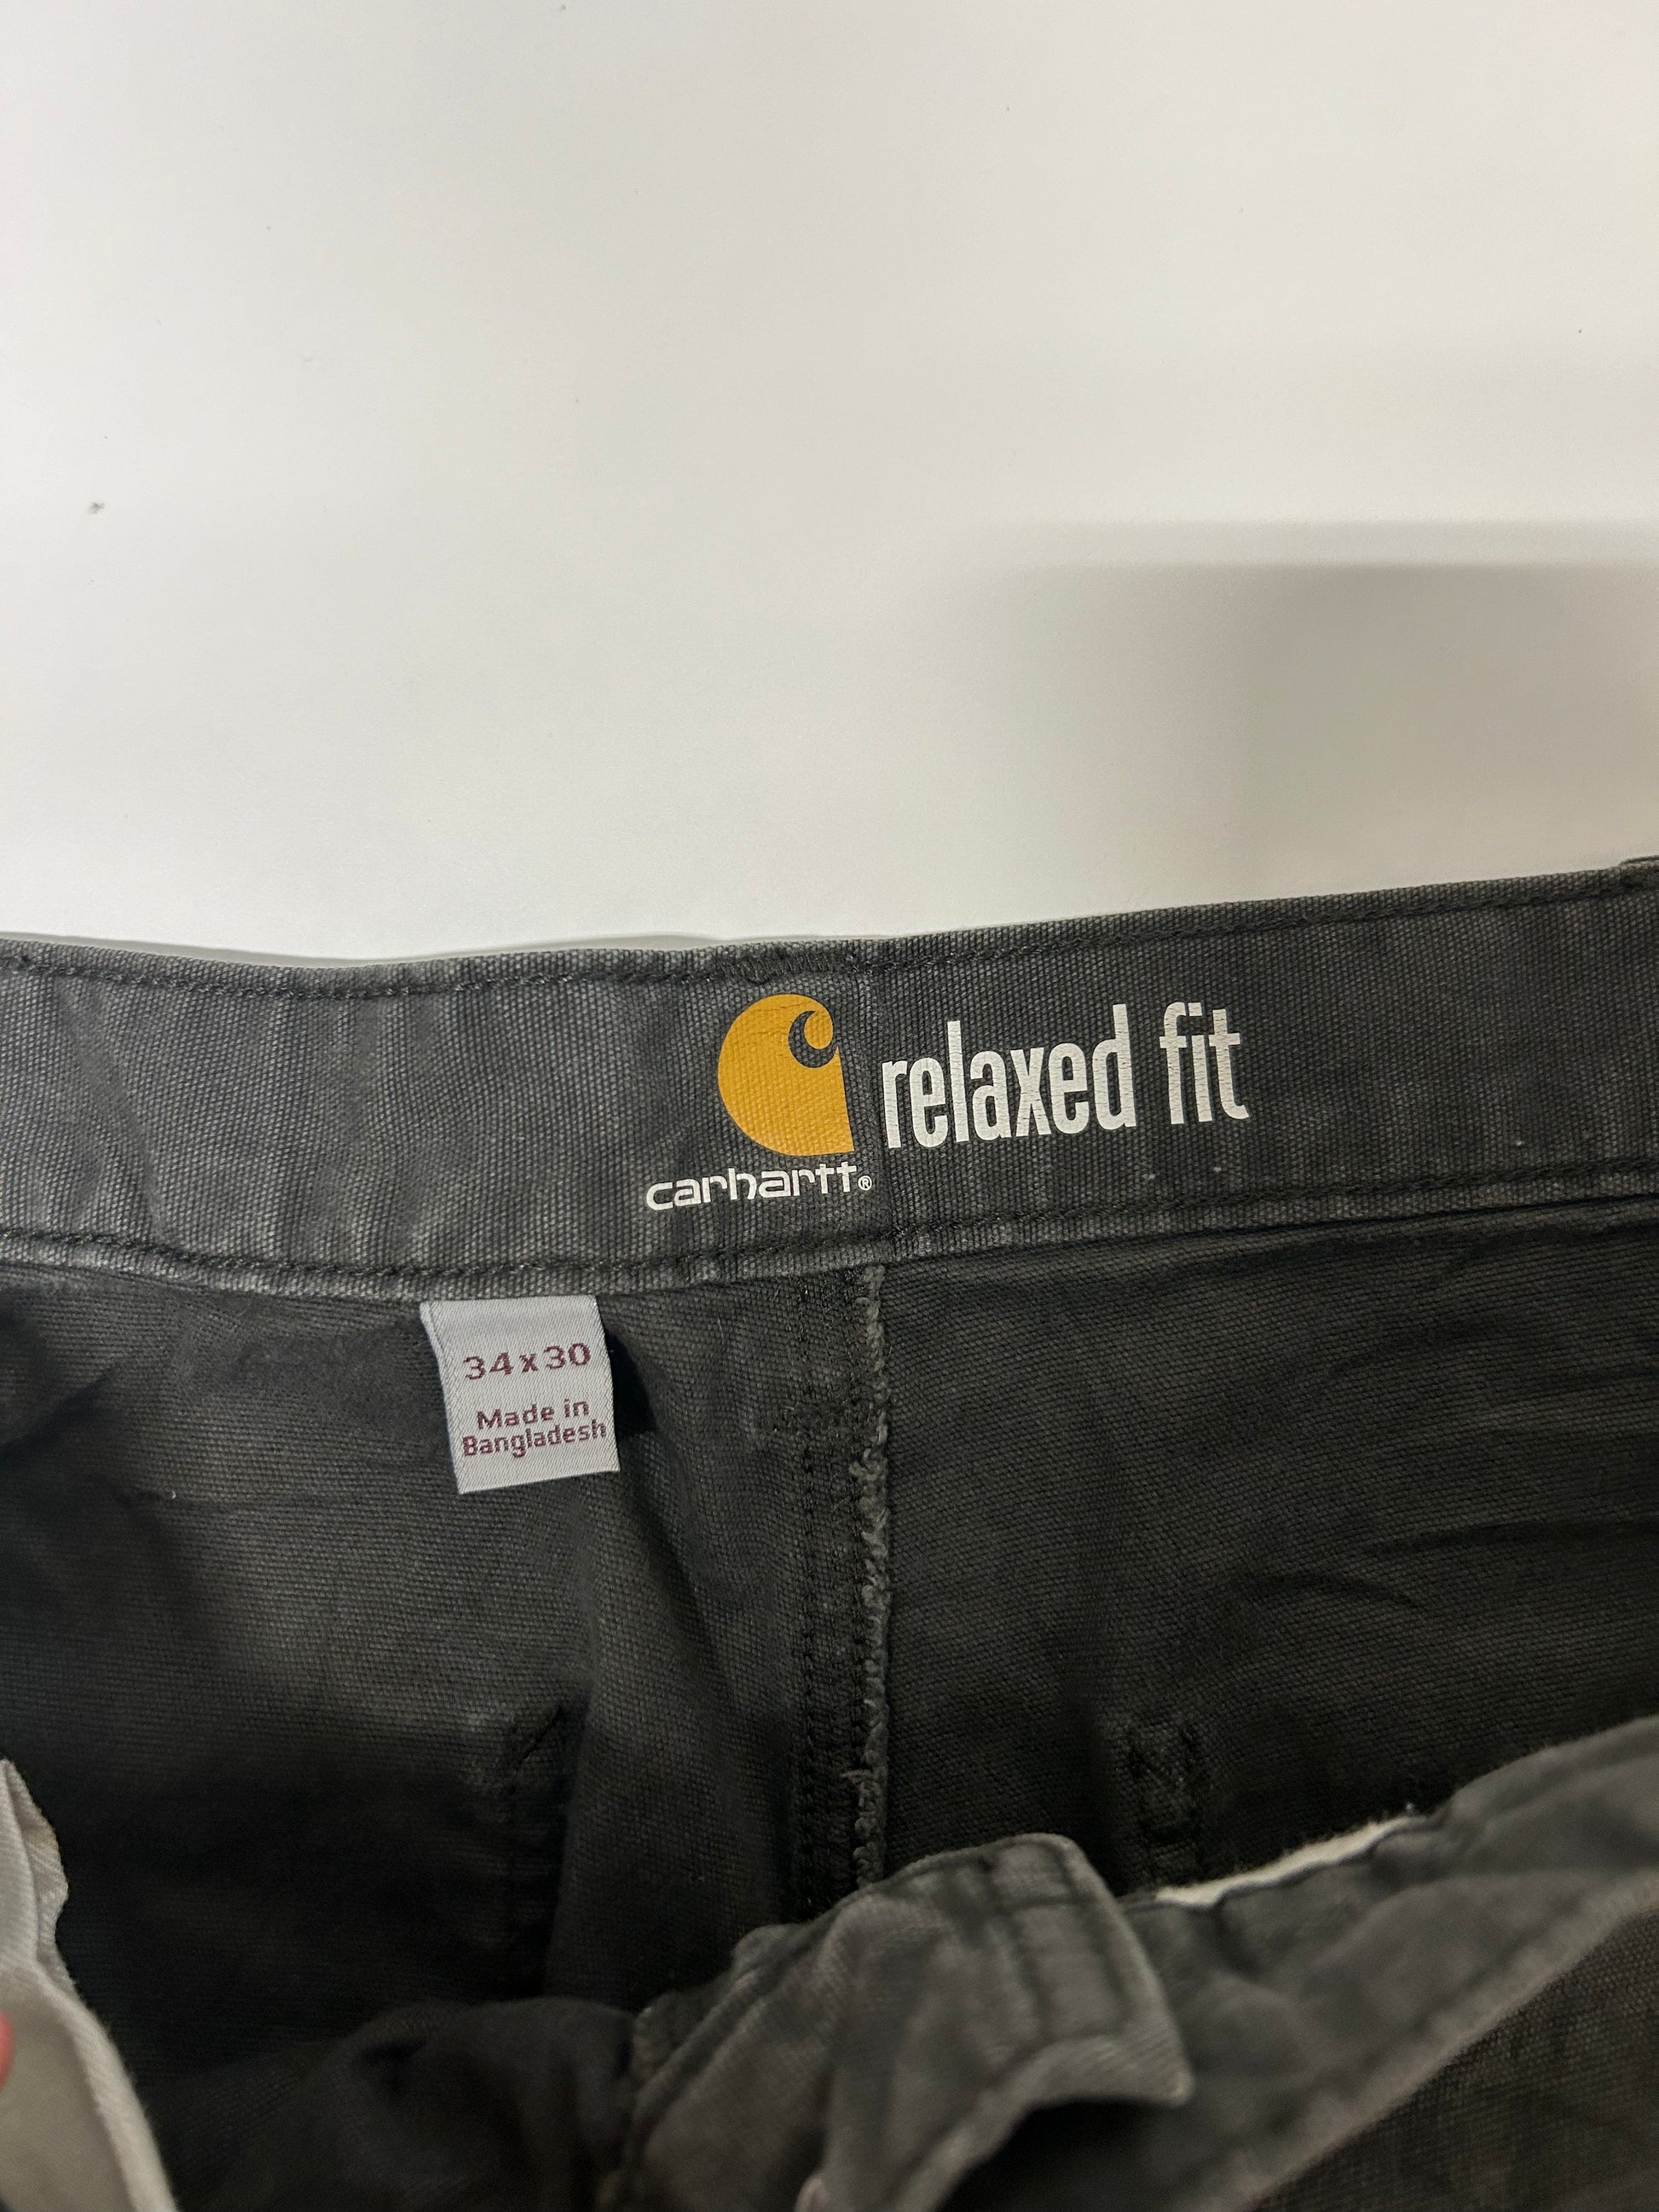 relaxed fit
carhartt®
34x30
Made in
Bangladesh